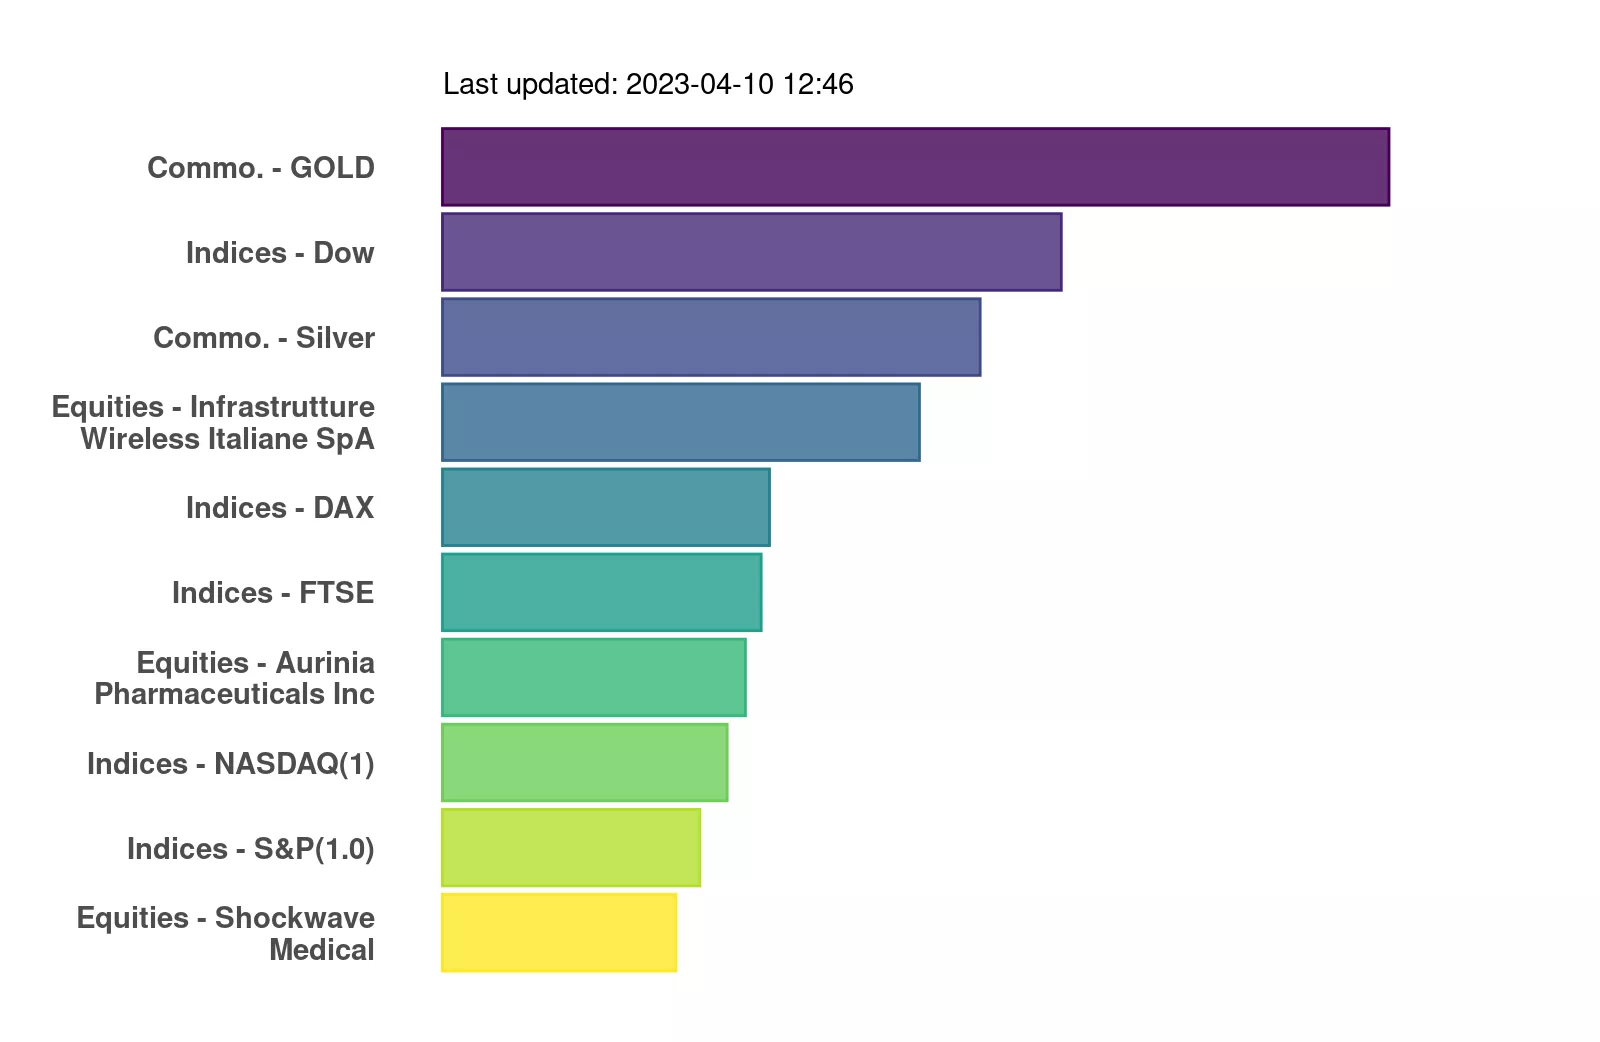 Last updated: 2023-04-10 12:46
Commo. - GOLD
Indices - Dow
Commo. - Silver
Equities - Infrastrutture
Wireless Italiane SpA
Indices - DAX
Indices - FTSE
Equities - Aurinia
Pharmaceuticals Inc
Indices - NASDAQ(1)
Indices - S&P(1.0)
Equities - Shockwave
Medical